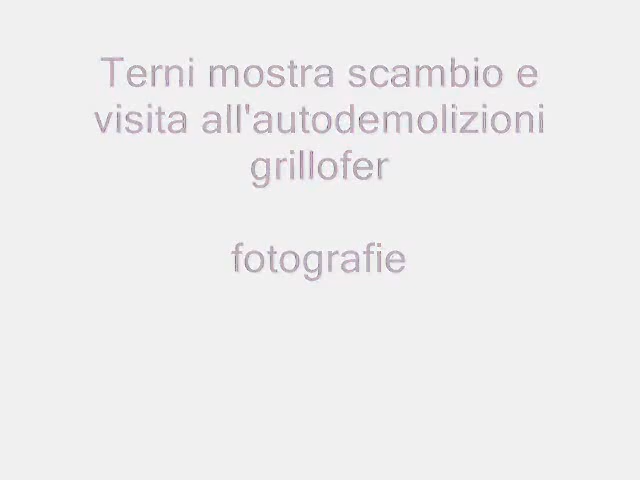 Terni mostra scambio e
visita all'autodemolizioni
grillofer
fotografie